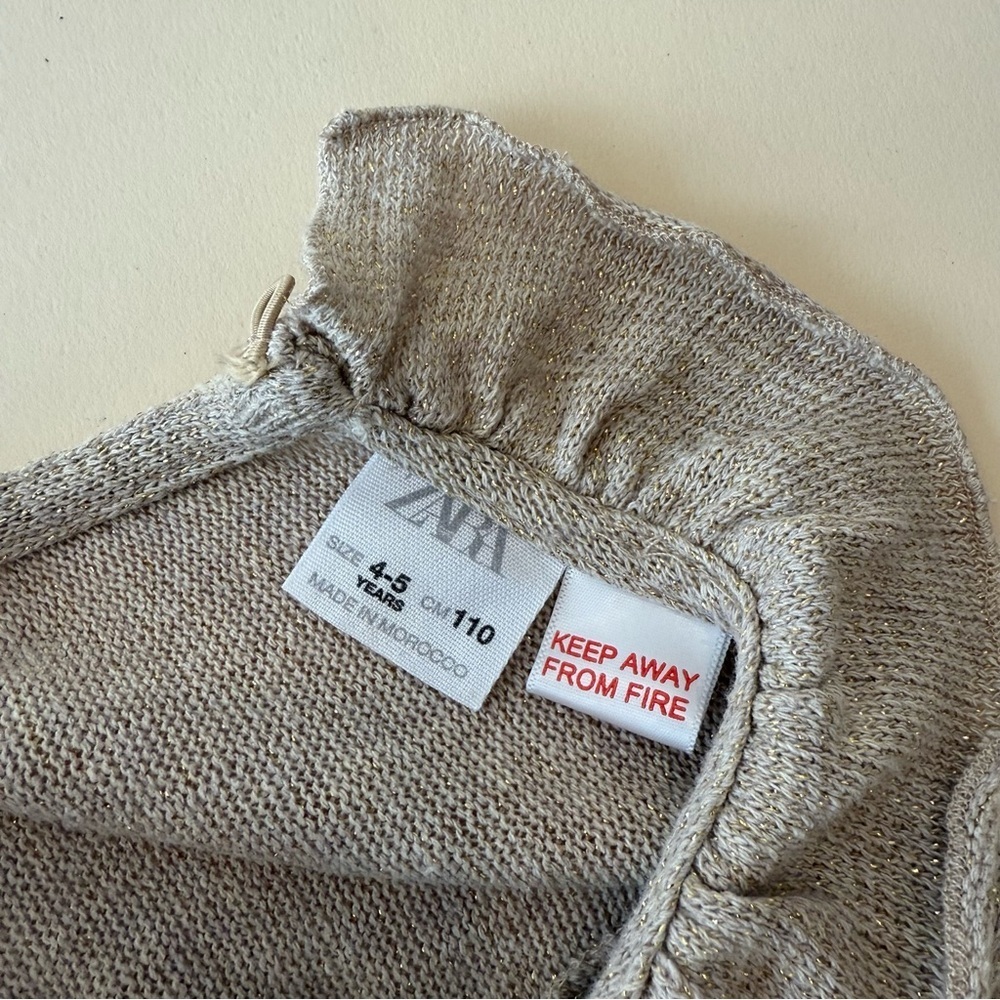 ZARA
SIZE 4-5 YEARS CM 110
MADE IN MOROCCO
KEEP AWAY
FROM FIRE